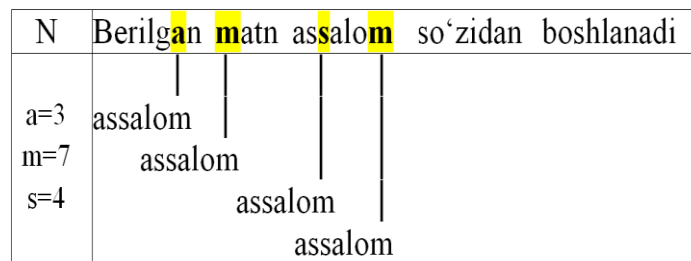 N Berilgan matn assalom so‘zidan boshlanadi
a=3 assalom
m=7 assalom
s=4 assalom
assalom